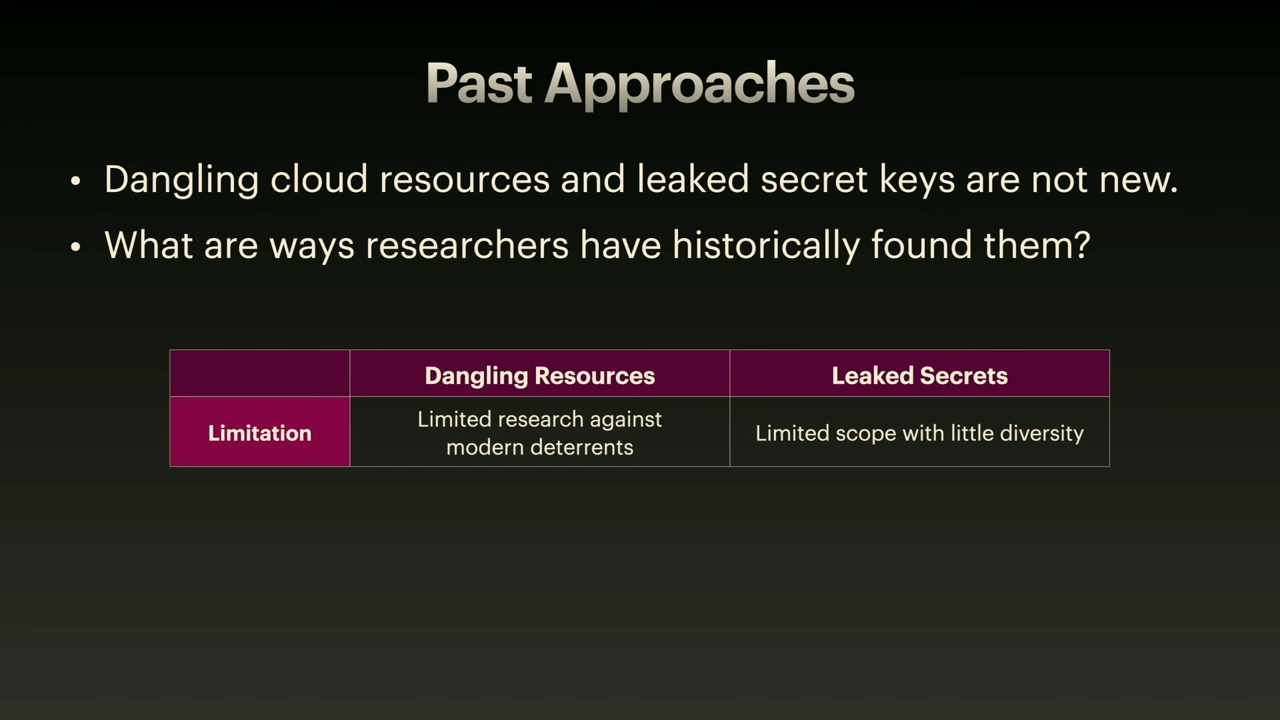 Past Approaches
• Dangling cloud resources and leaked secret keys are not new.
• What are ways researchers have historically found them?
Dangling Resources
Leaked Secrets
Limitation
Limited research against
modern deterrents
Limited scope with little diversity